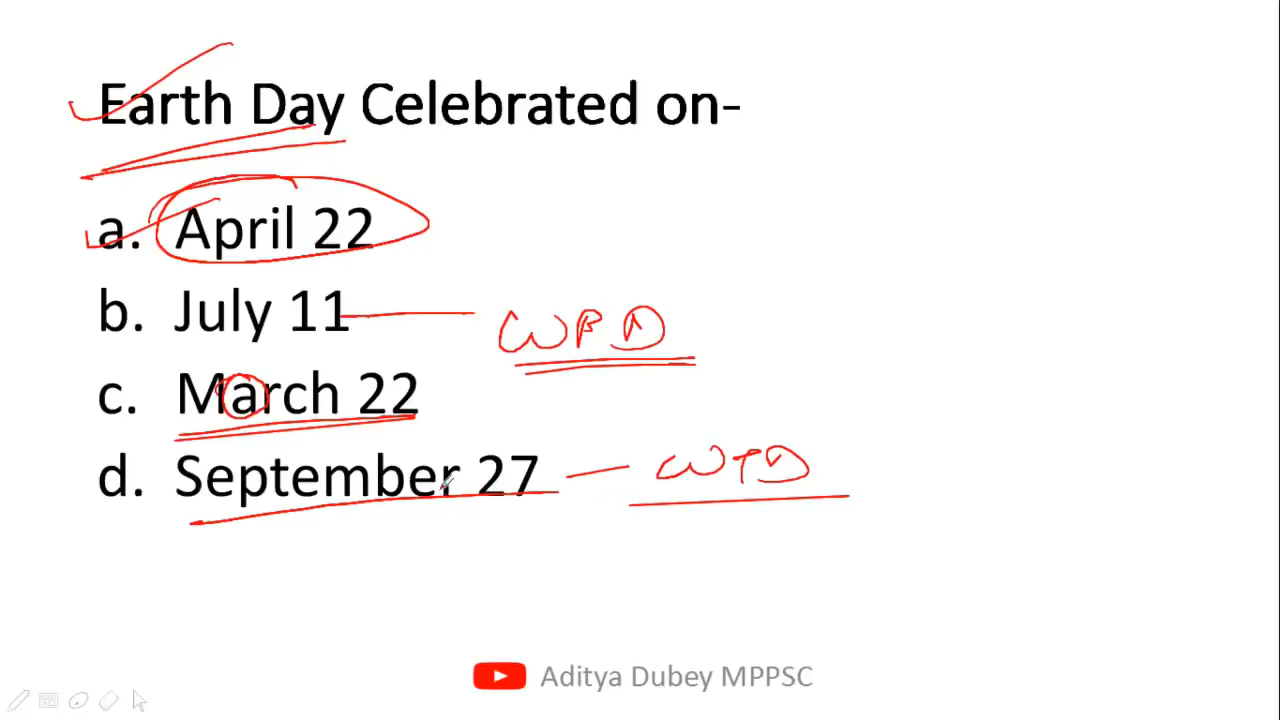 Earth Day Celebrated on-
a. April 22
b. July 11 WPD
c. March 22
d. September 27 WTD
Aditya Dubey MPPSC